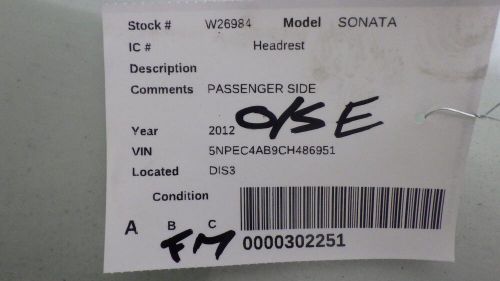 Stock # W26984 Model SONATA
IC # Headrest
Description
Comments PASSENGER SIDE
O/S E
Year 2012
VIN 5NPEC4AB9CH486951
Located DIS3
Condition
A B C
FM 0000302251